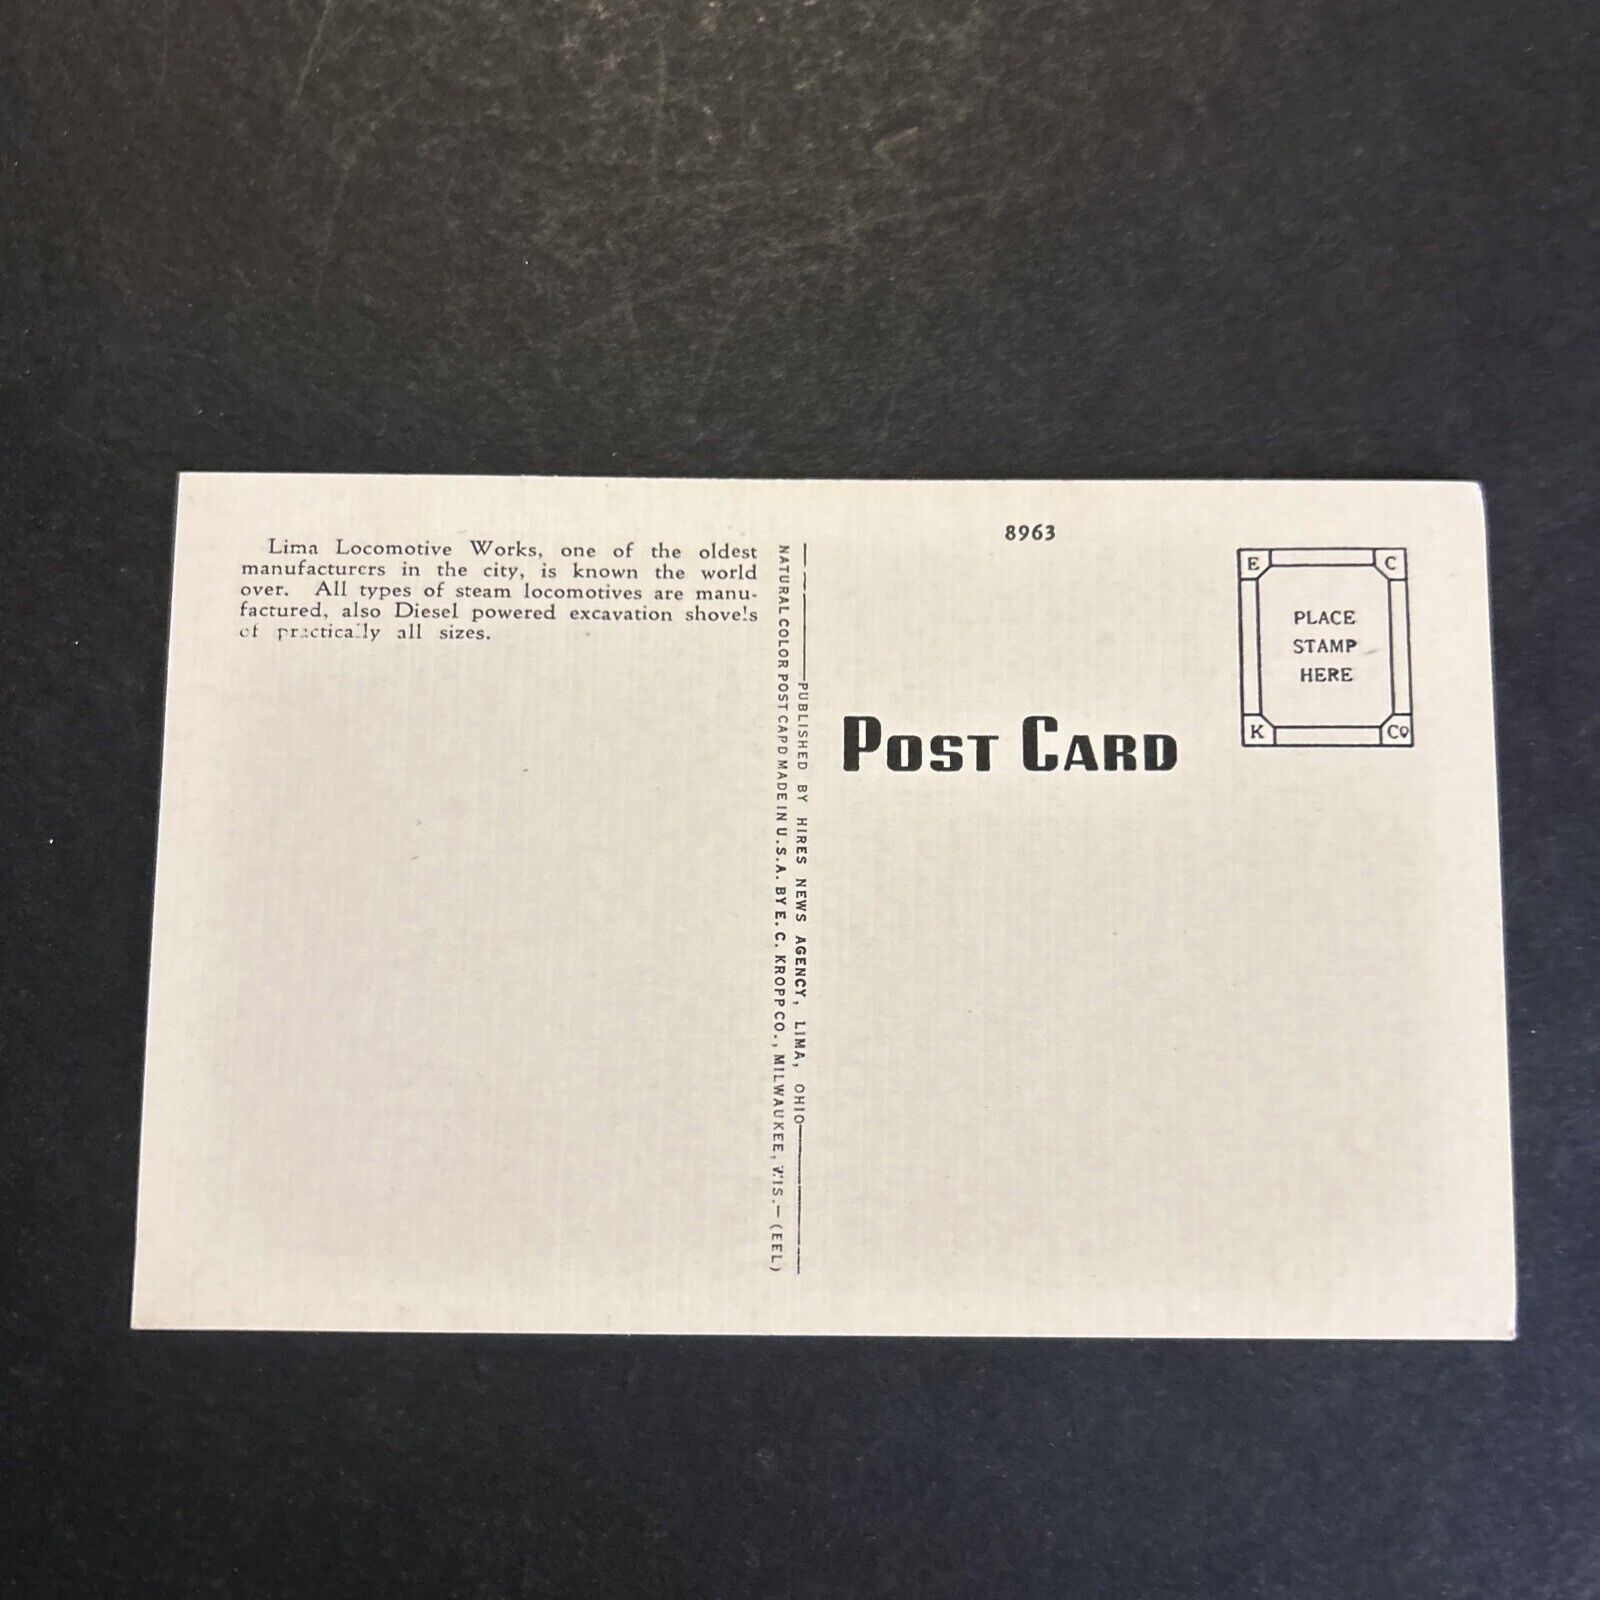 Lima Locomotive Works, one of the oldest
manufacturers in the city, is known the world
over. All types of steam locomotives are manu-
factured, also Diesel powered excavation shovels
of practically all sizes.
PUBLISHED BY HIRES NEWS AGENCY, LIMA, OHIO
NATURAL COLOR POST CARD MADE IN U.S.A. BY E. C. KROPP CO., MILWAUKEE, WIS.—(EEL)
8963
POST CARD
E C
PLACE
STAMP
HERE
K Co